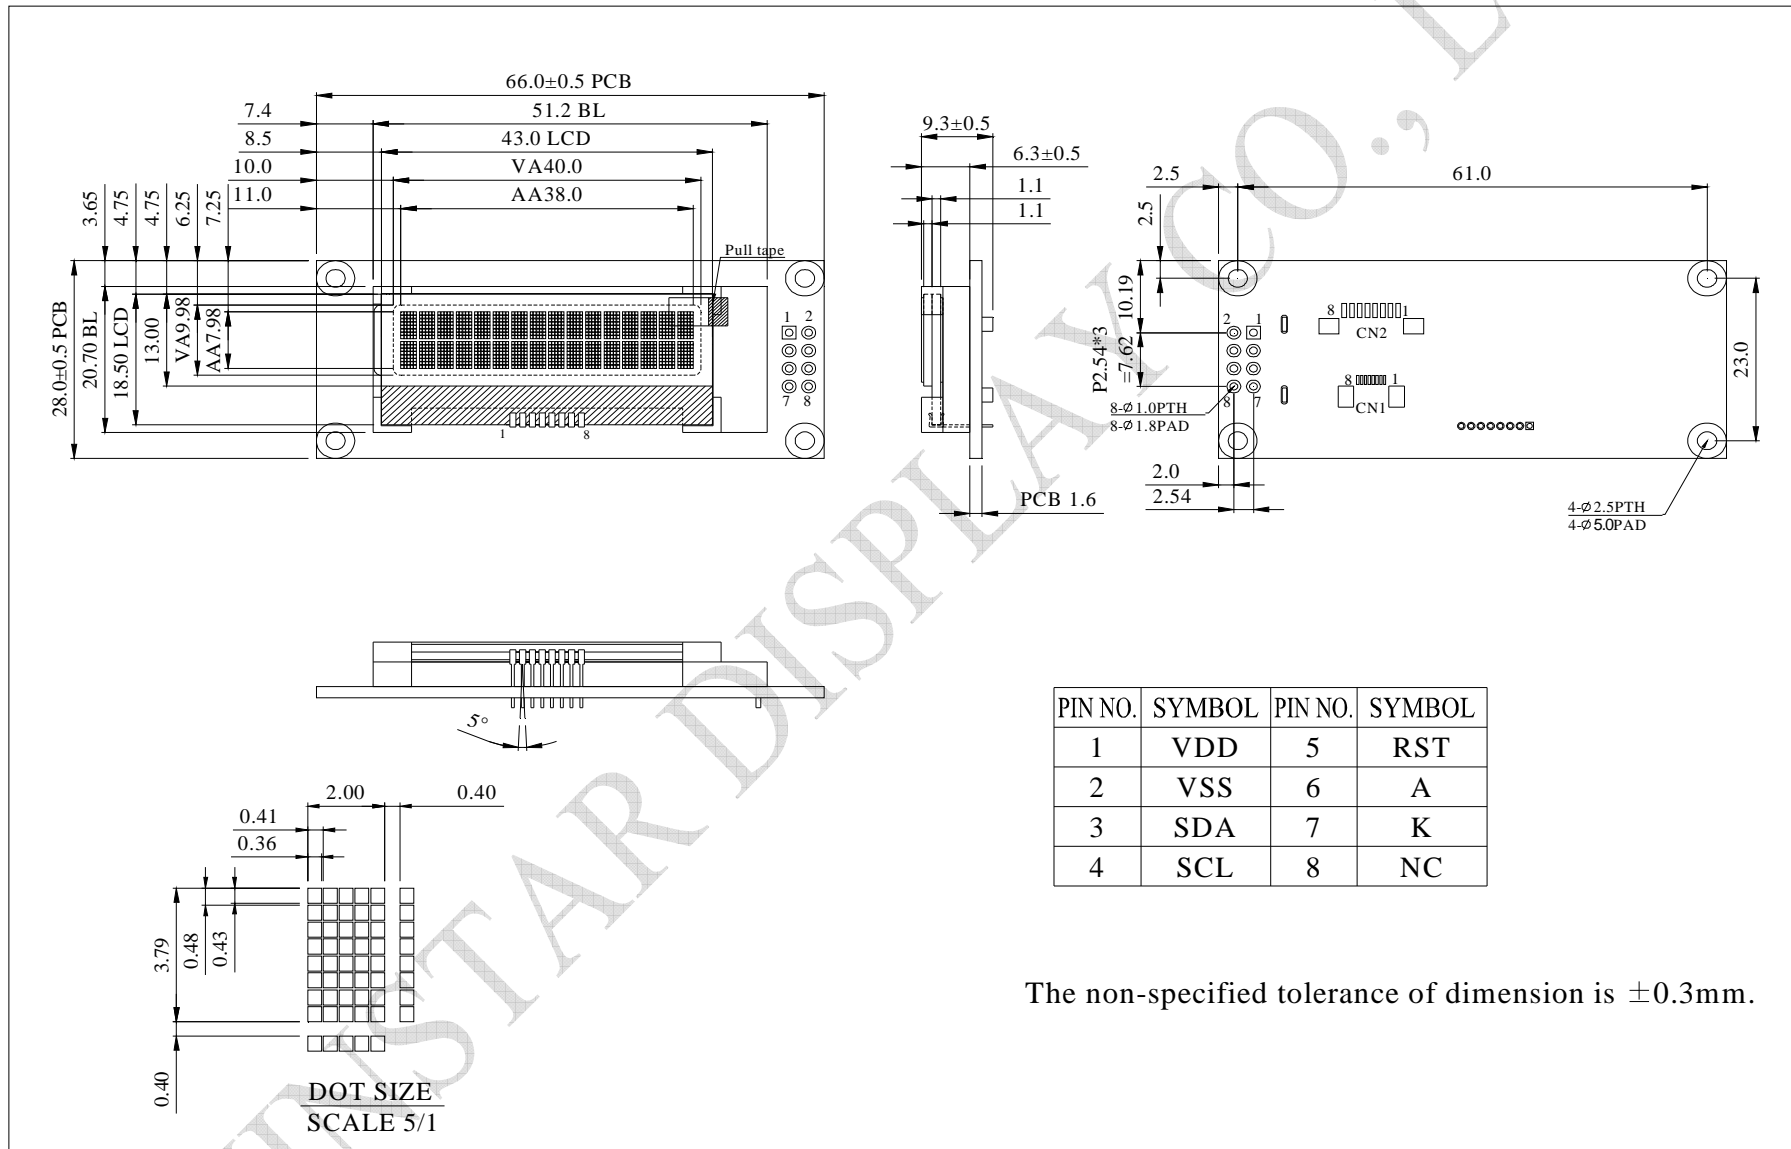 66.0±0.5 PCB
7.4
51.2 BL
8.5
43.0 LCD
10.0
VA40.0
11.0
AA38.0
3.65
4.75
4.75
6.25
7.25
Pull tape
28.0±0.5 PCB
20.70 BL
18.50 LCD
13.00
VA9.98
AA7.98
1 2
7 8
1
8
9.3±0.5
6.3±0.5
1.1
1.1
PCB 1.6
2.5
61.0
2.5
10.19
P2.54*3
=7.62
2 1
8 7
8 1
CN2
8 1
CN1
23.0
8-Ø1.0PTH
8-Ø1.8PAD
2.0
2.54
4-Ø2.5PTH
4-Ø5.0PAD
5°
2.00
0.40
0.41
0.36
3.79
0.48
0.43
0.40
DOT SIZE
SCALE 5/1
PIN NO. SYMBOL PIN NO. SYMBOL
1 VDD 5 RST
2 VSS 6 A
3 SDA 7 K
4 SCL 8 NC
The non-specified tolerance of dimension is ±0.3mm.
INSTAR DISPLAY CO., L